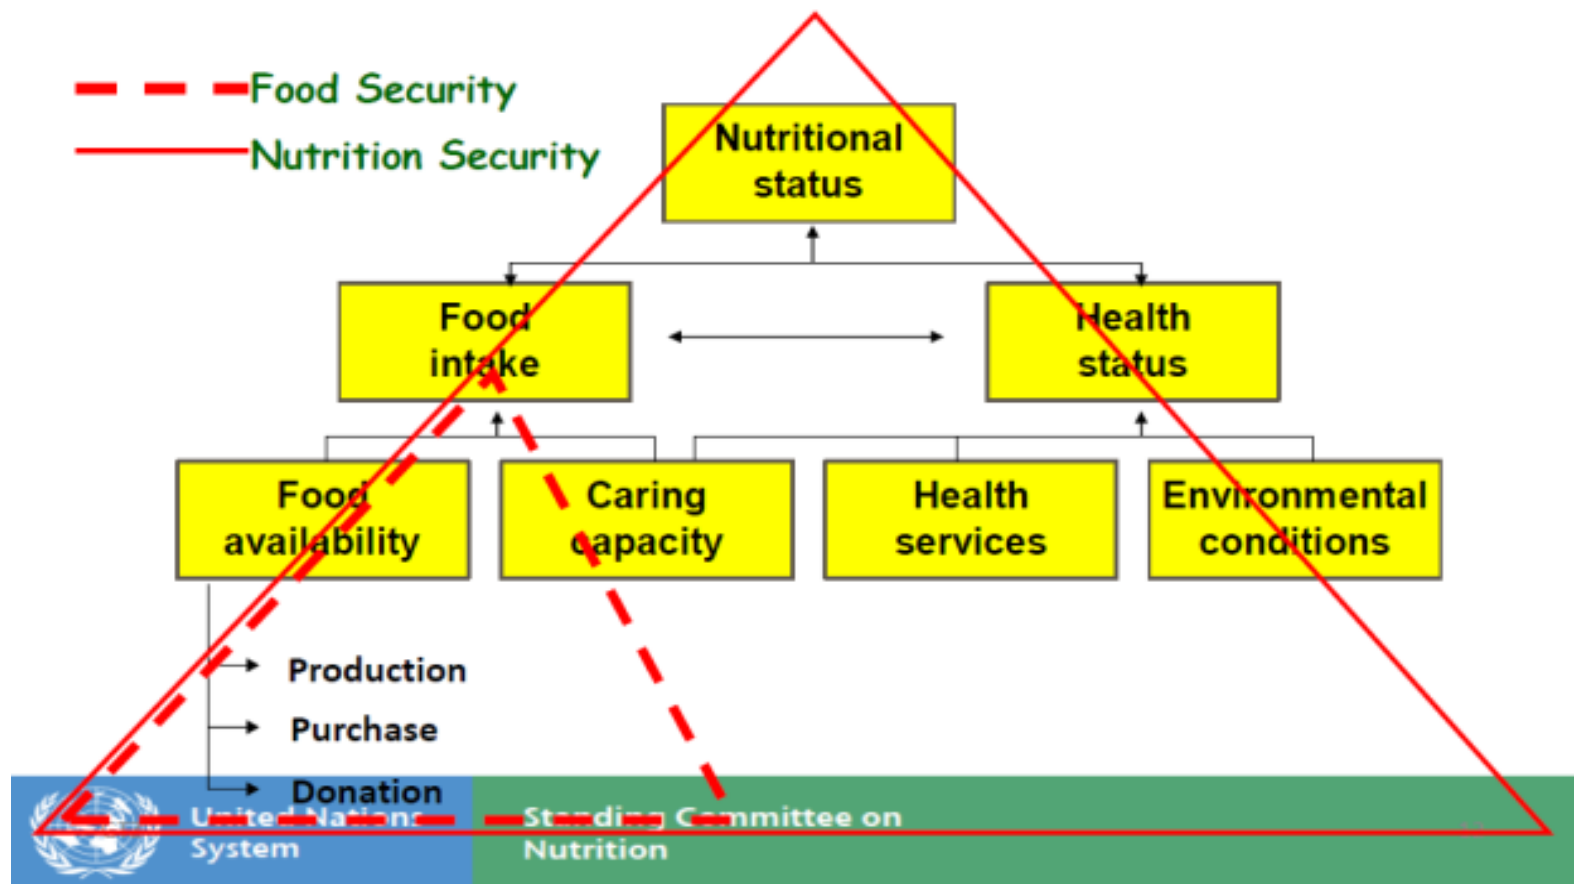 Food Security
Nutrition Security
Nutritional
status
Food
intake
Health
status
Food
availability
Caring
capacity
Health
services
Environmental
conditions
Production
Purchase
Donation
United Nations
System
Standing Committee on
Nutrition